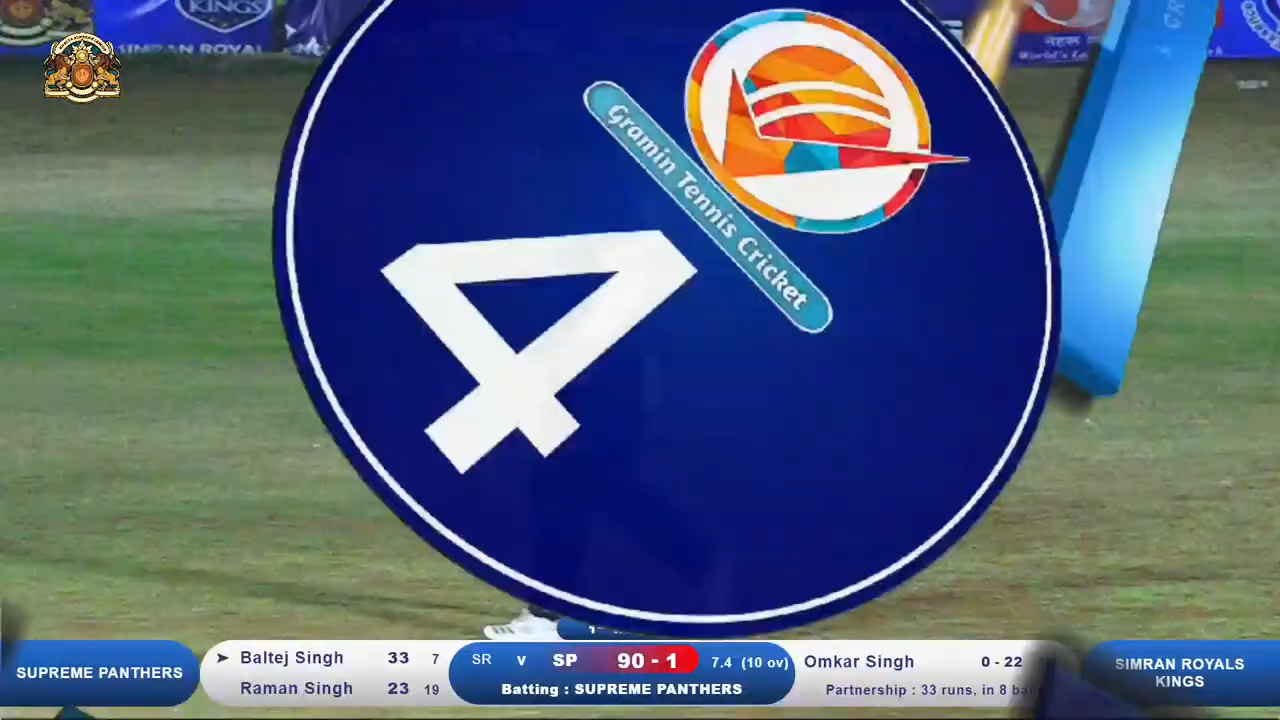 KINGS
SIMRAN ROYAL
नेहरू
4
Gramin Tennis Cricket
SUPREME PANTHERS
Baltej Singh 33 7
Raman Singh 23 19
SR v SP 90 - 1 7.4 (10 ov)
Batting : SUPREME PANTHERS
Omkar Singh 0 - 22
Partnership : 33 runs, in 8
SIMRAN ROYALS
KINGS